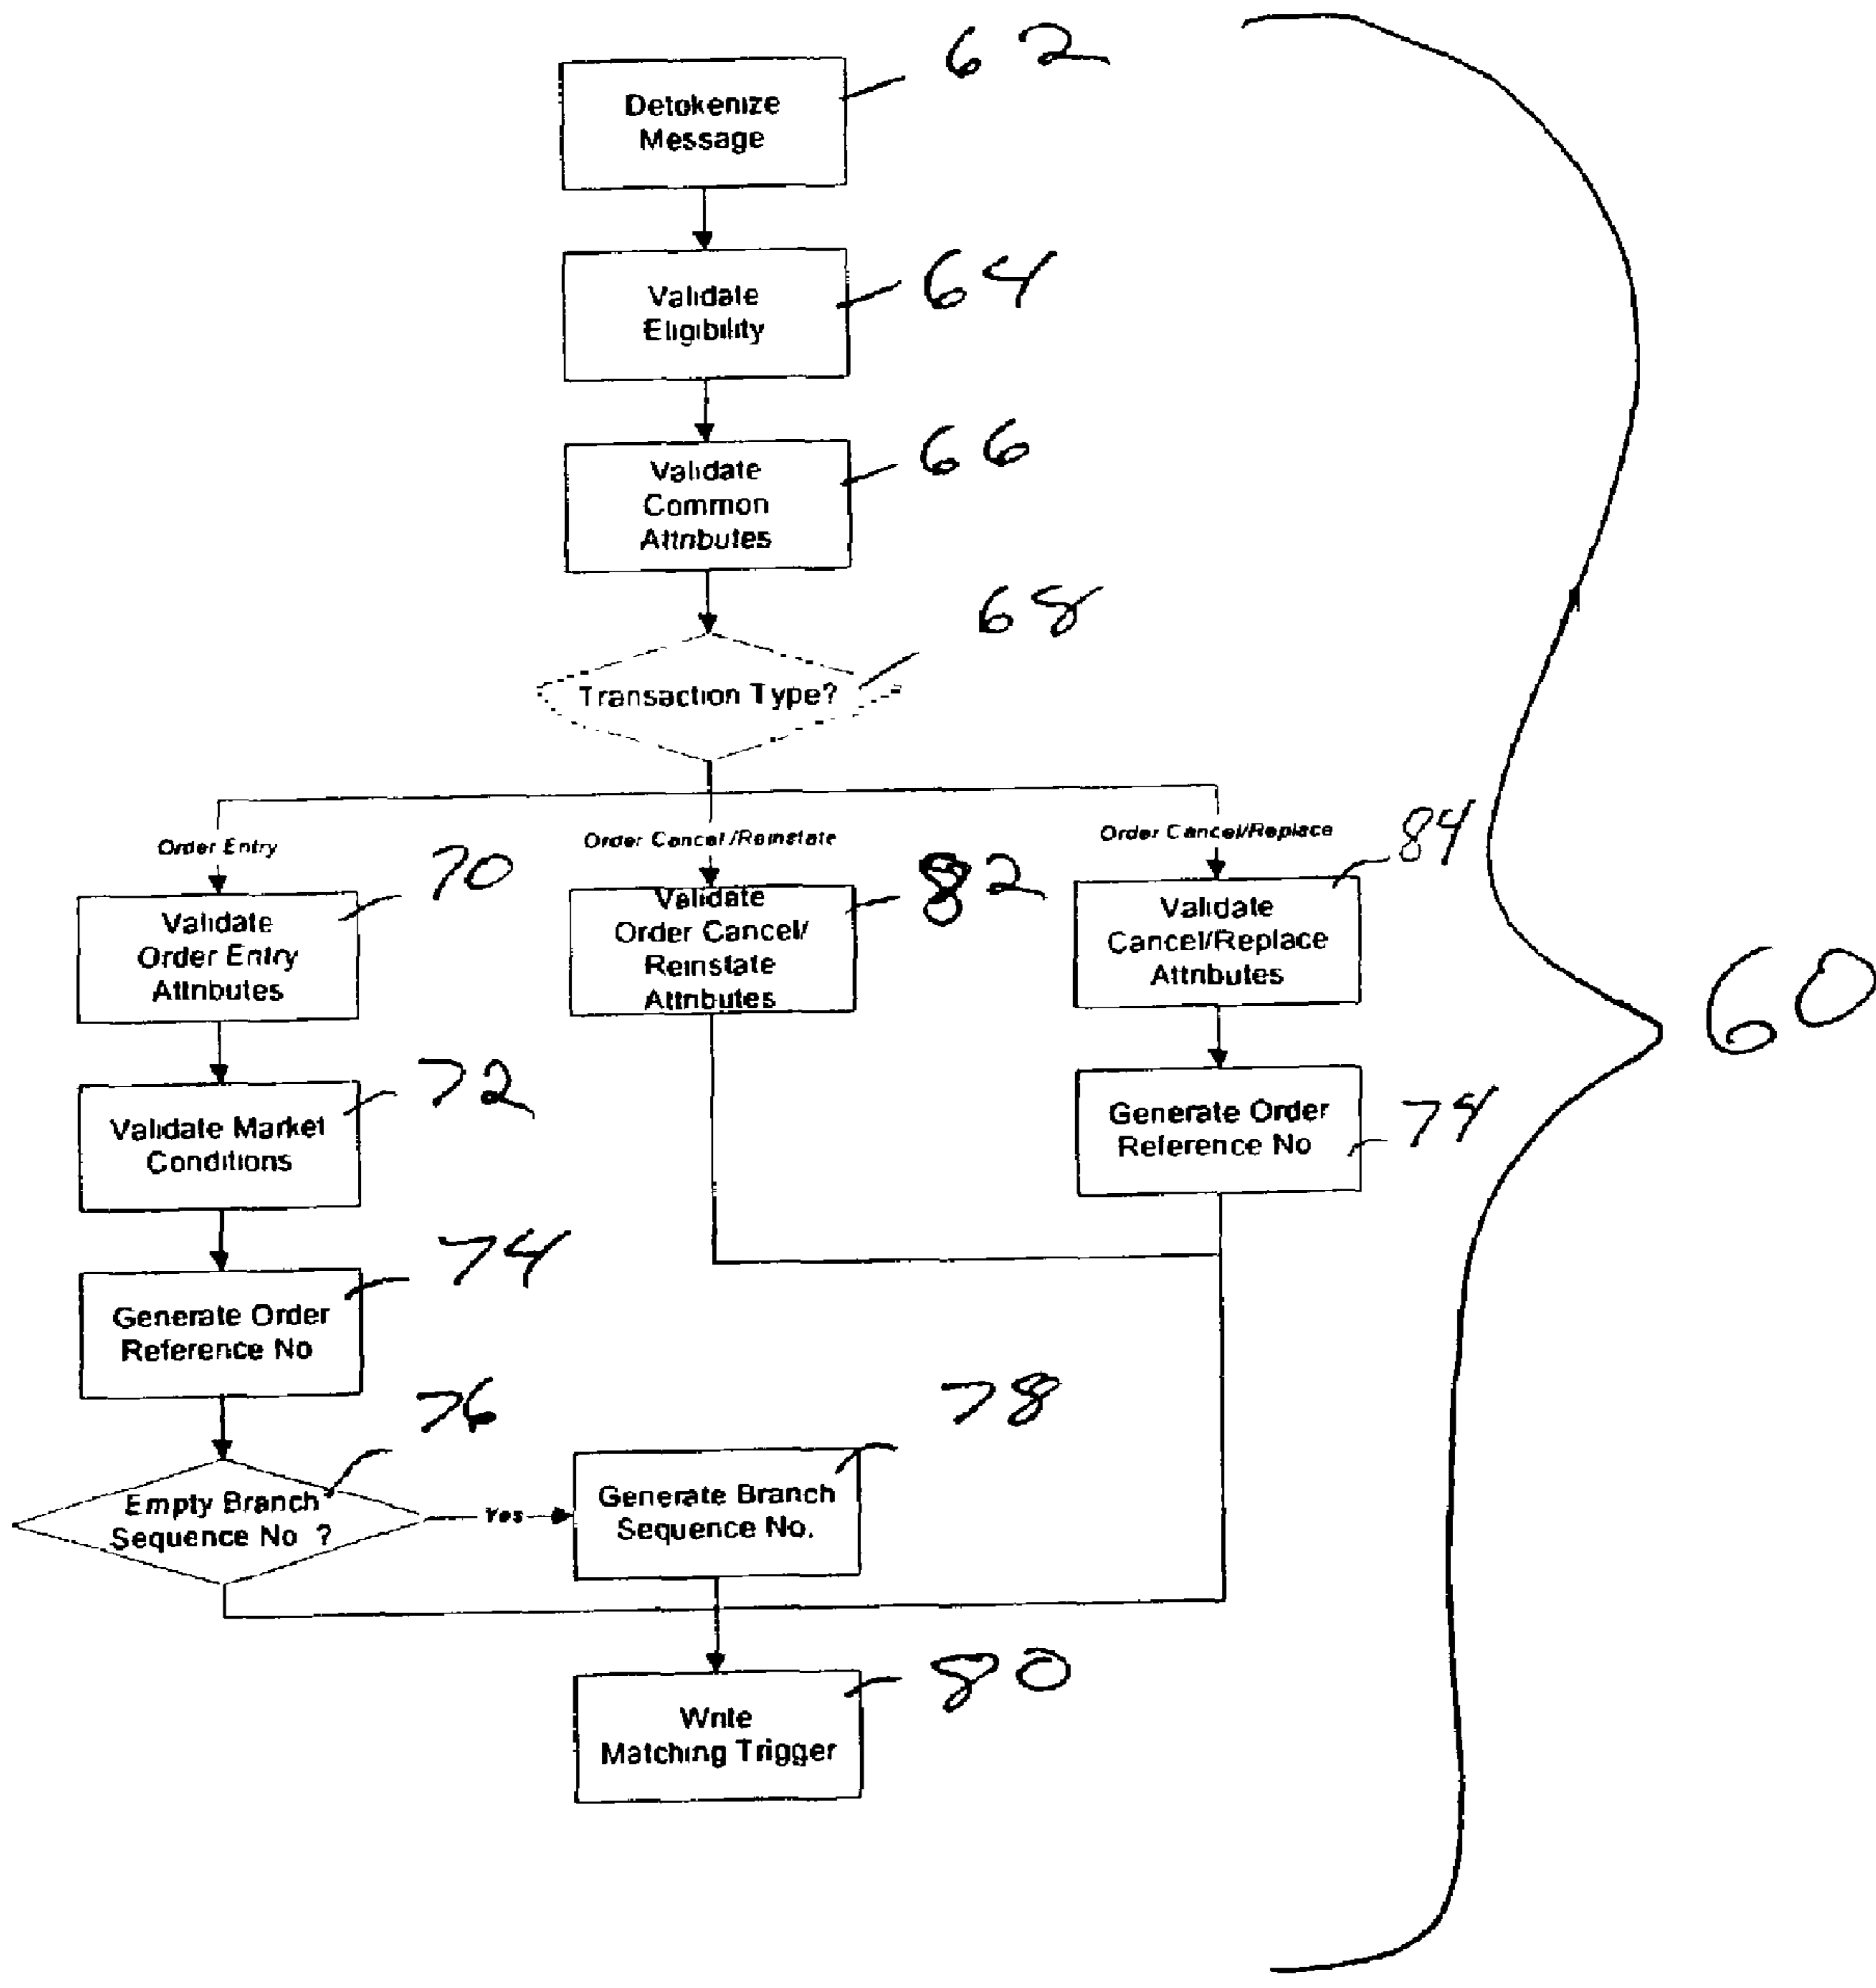 62
Detokenize
Message
64
Validate
Eligibility
66
Validate
Common
Attributes
68
Transaction Type?
Order Entry
Order Cancel/Reinstate
Order Cancel/Replace
70
82
84
Validate
Order Entry
Attributes
Validate
Order Cancel/
Reinstate
Attributes
Validate
Cancel/Replace
Attributes
60
72
Validate Market
Conditions
Generate Order
Reference No
74
74
Generate Order
Reference No
76
78
Empty Branch
Sequence No ?
Yes
Generate Branch
Sequence No.
80
Write
Matching Trigger